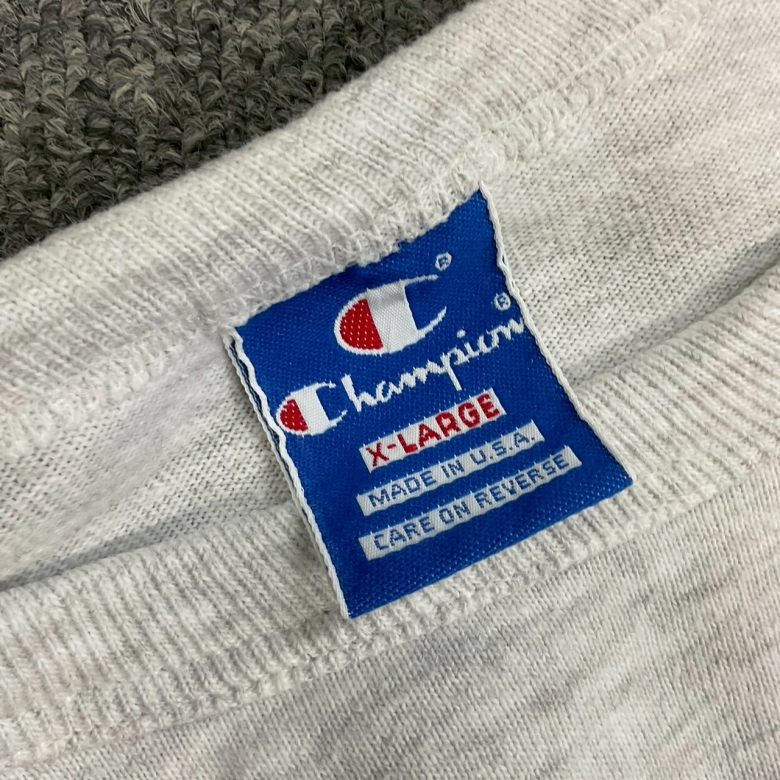 ®
Champion®
X-LARGE
MADE IN U.S.A.
CARE ON REVERSE